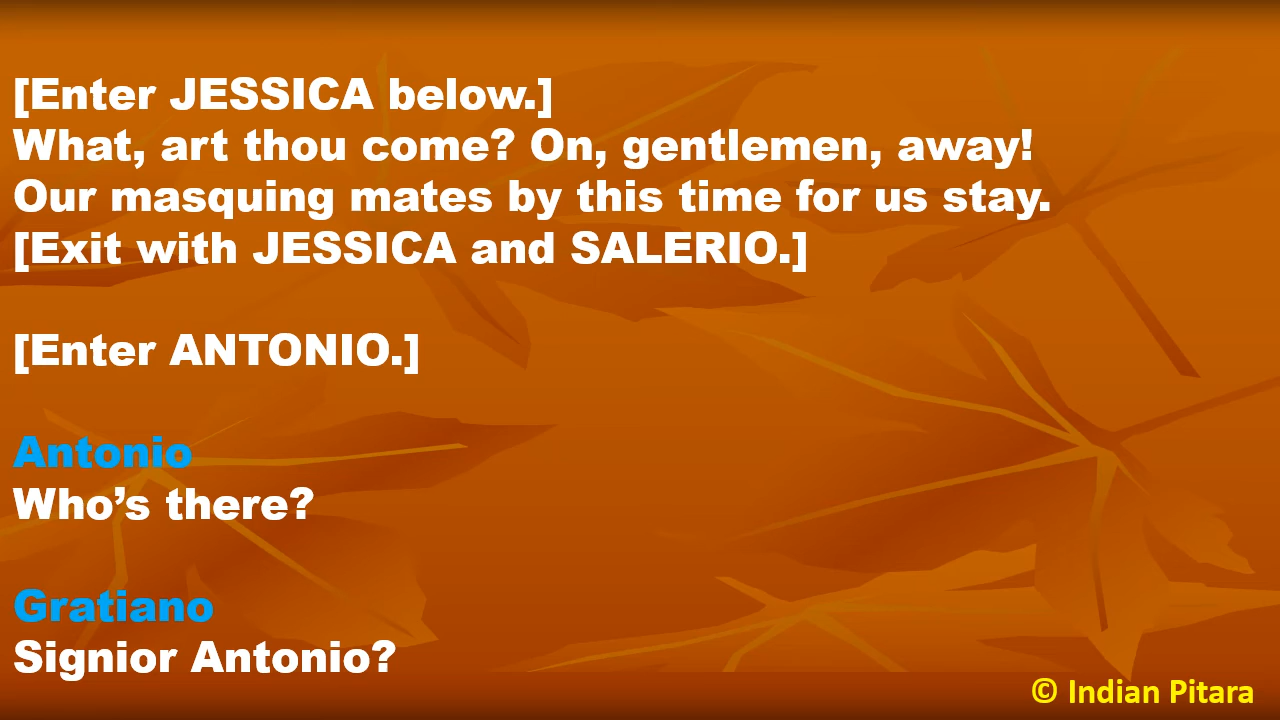 [Enter JESSICA below.]
What, art thou come? On, gentlemen, away!
Our masquing mates by this time for us stay.
[Exit with JESSICA and SALERIO.]
[Enter ANTONIO.]
Antonio
Who’s there?
Gratiano
Signior Antonio?
© Indian Pitara